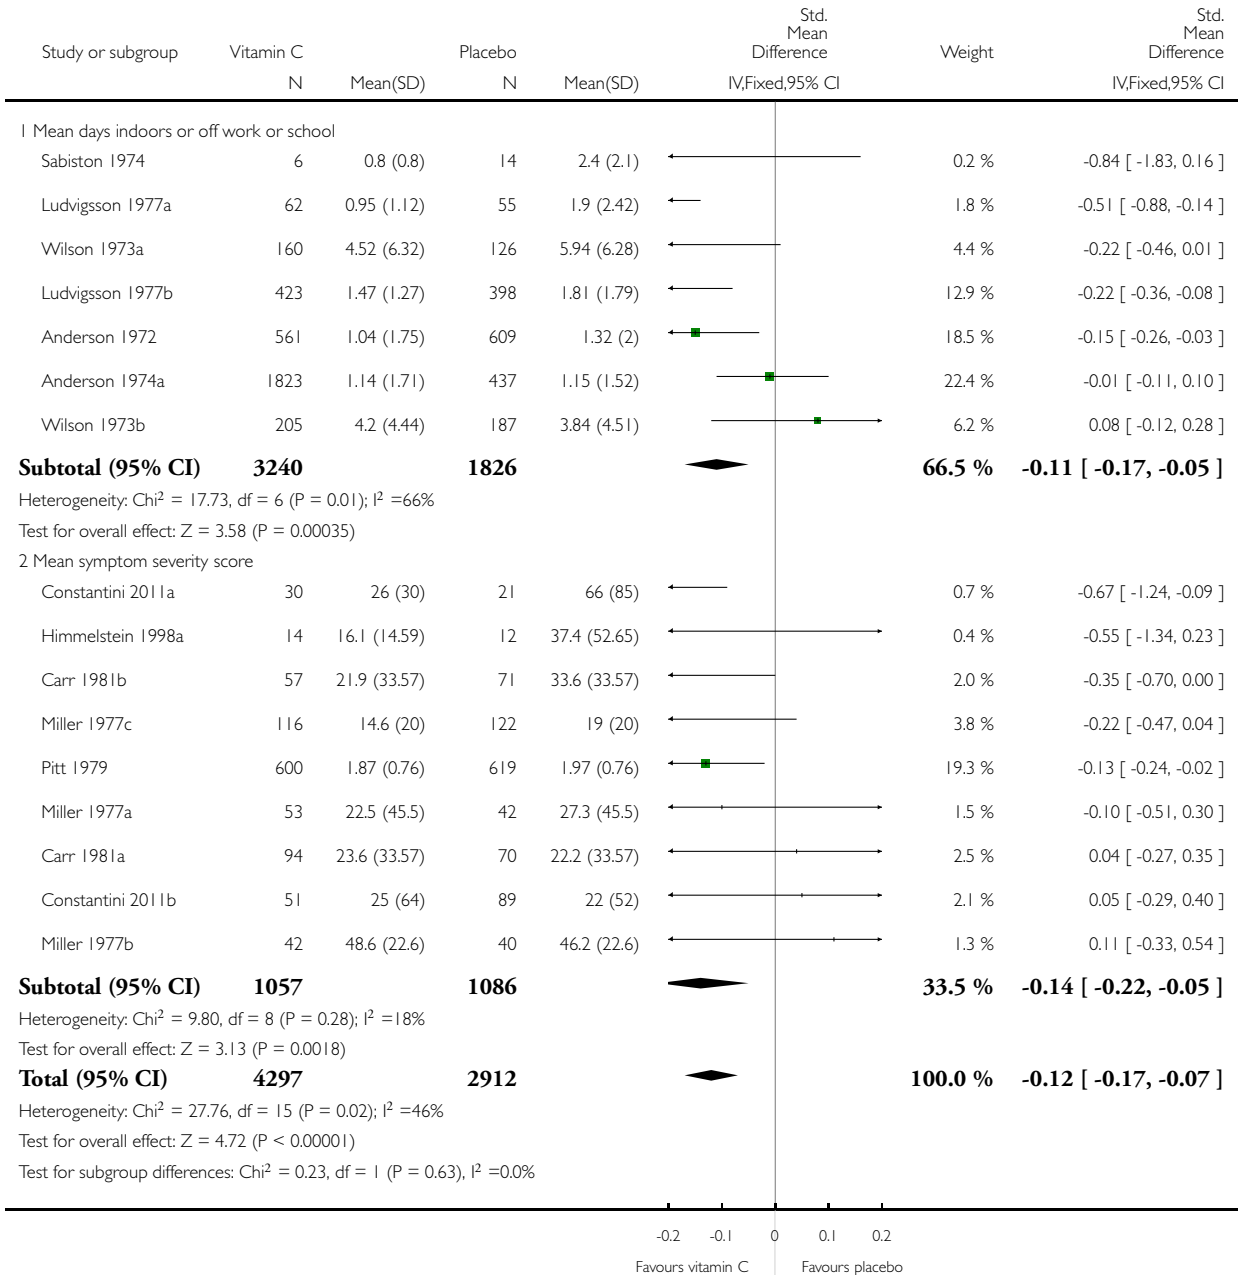 Std. Mean Difference Std. Mean Difference
Study or subgroup Vitamin C Placebo Weight
N Mean(SD) N Mean(SD) IV,Fixed,95% CI IV,Fixed,95% CI
1 Mean days indoors or off work or school
Sabiston 1974 6 0.8 (0.8) 14 2.4 (2.1) 0.2 % -0.84 [ -1.83, 0.16 ]
Ludvigsson 1977a 62 0.95 (1.12) 55 1.9 (2.42) 1.8 % -0.51 [ -0.88, -0.14 ]
Wilson 1973a 160 4.52 (6.32) 126 5.94 (6.28) 4.4 % -0.22 [ -0.46, 0.01 ]
Ludvigsson 1977b 423 1.47 (1.27) 398 1.81 (1.79) 12.9 % -0.22 [ -0.36, -0.08 ]
Anderson 1972 561 1.04 (1.75) 609 1.32 (2) 18.5 % -0.15 [ -0.26, -0.03 ]
Anderson 1974a 1823 1.14 (1.71) 437 1.15 (1.52) 22.4 % -0.01 [ -0.11, 0.10 ]
Wilson 1973b 205 4.2 (4.44) 187 3.84 (4.51) 6.2 % 0.08 [ -0.12, 0.28 ]
Subtotal (95% CI) 3240 1826 66.5 % -0.11 [ -0.17, -0.05 ]
Heterogeneity: Chi² = 17.73, df = 6 (P = 0.01); I² =66%
Test for overall effect: Z = 3.58 (P = 0.00035)
2 Mean symptom severity score
Constantini 2011a 30 26 (30) 21 66 (85) 0.7 % -0.67 [ -1.24, -0.09 ]
Himmelstein 1998a 14 16.1 (14.59) 12 37.4 (52.65) 0.4 % -0.55 [ -1.34, 0.23 ]
Carr 1981b 57 21.9 (33.57) 71 33.6 (33.57) 2.0 % -0.35 [ -0.70, 0.00 ]
Miller 1977c 116 14.6 (20) 122 19 (20) 3.8 % -0.22 [ -0.47, 0.04 ]
Pitt 1979 600 1.87 (0.76) 619 1.97 (0.76) 19.3 % -0.13 [ -0.24, -0.02 ]
Miller 1977a 53 22.5 (45.5) 42 27.3 (45.5) 1.5 % -0.10 [ -0.51, 0.30 ]
Carr 1981a 94 23.6 (33.57) 70 22.2 (33.57) 2.5 % 0.04 [ -0.27, 0.35 ]
Constantini 2011b 51 25 (64) 89 22 (52) 2.1 % 0.05 [ -0.29, 0.40 ]
Miller 1977b 42 48.6 (22.6) 40 46.2 (22.6) 1.3 % 0.11 [ -0.33, 0.54 ]
Subtotal (95% CI) 1057 1086 33.5 % -0.14 [ -0.22, -0.05 ]
Heterogeneity: Chi² = 9.80, df = 8 (P = 0.28); I² =18%
Test for overall effect: Z = 3.13 (P = 0.0018)
Total (95% CI) 4297 2912 100.0 % -0.12 [ -0.17, -0.07 ]
Heterogeneity: Chi² = 27.76, df = 15 (P = 0.02); I² =46%
Test for overall effect: Z = 4.72 (P < 0.00001)
Test for subgroup differences: Chi² = 0.23, df = 1 (P = 0.63), I² =0.0%
-0.2 -0.1 0 0.1 0.2
Favours vitamin C Favours placebo